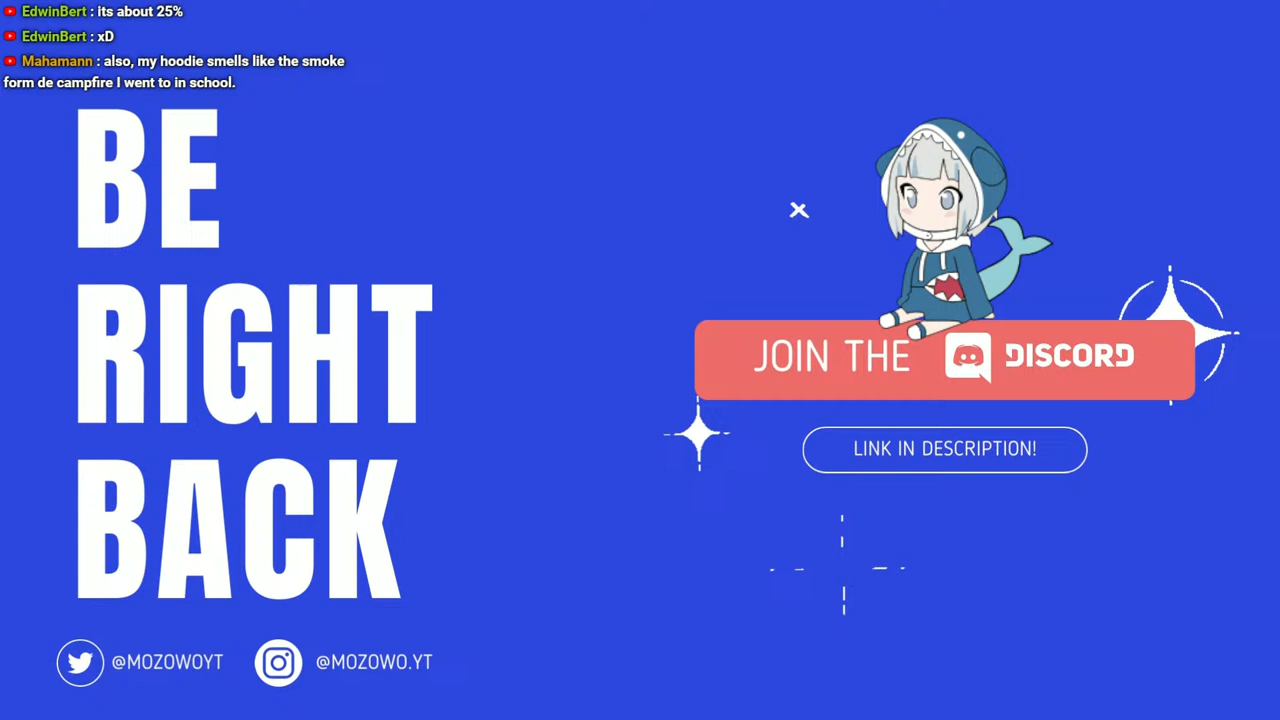 EdwinBert : its about 25%
EdwinBert : xD
Mahamann : also, my hoodie smells like the smoke
form de campfire I went to in school.
BE
RIGHT
BACK
JOIN THE DISCORD
LINK IN DESCRIPTION!
@MOZOWOYT @MOZOWO.YT